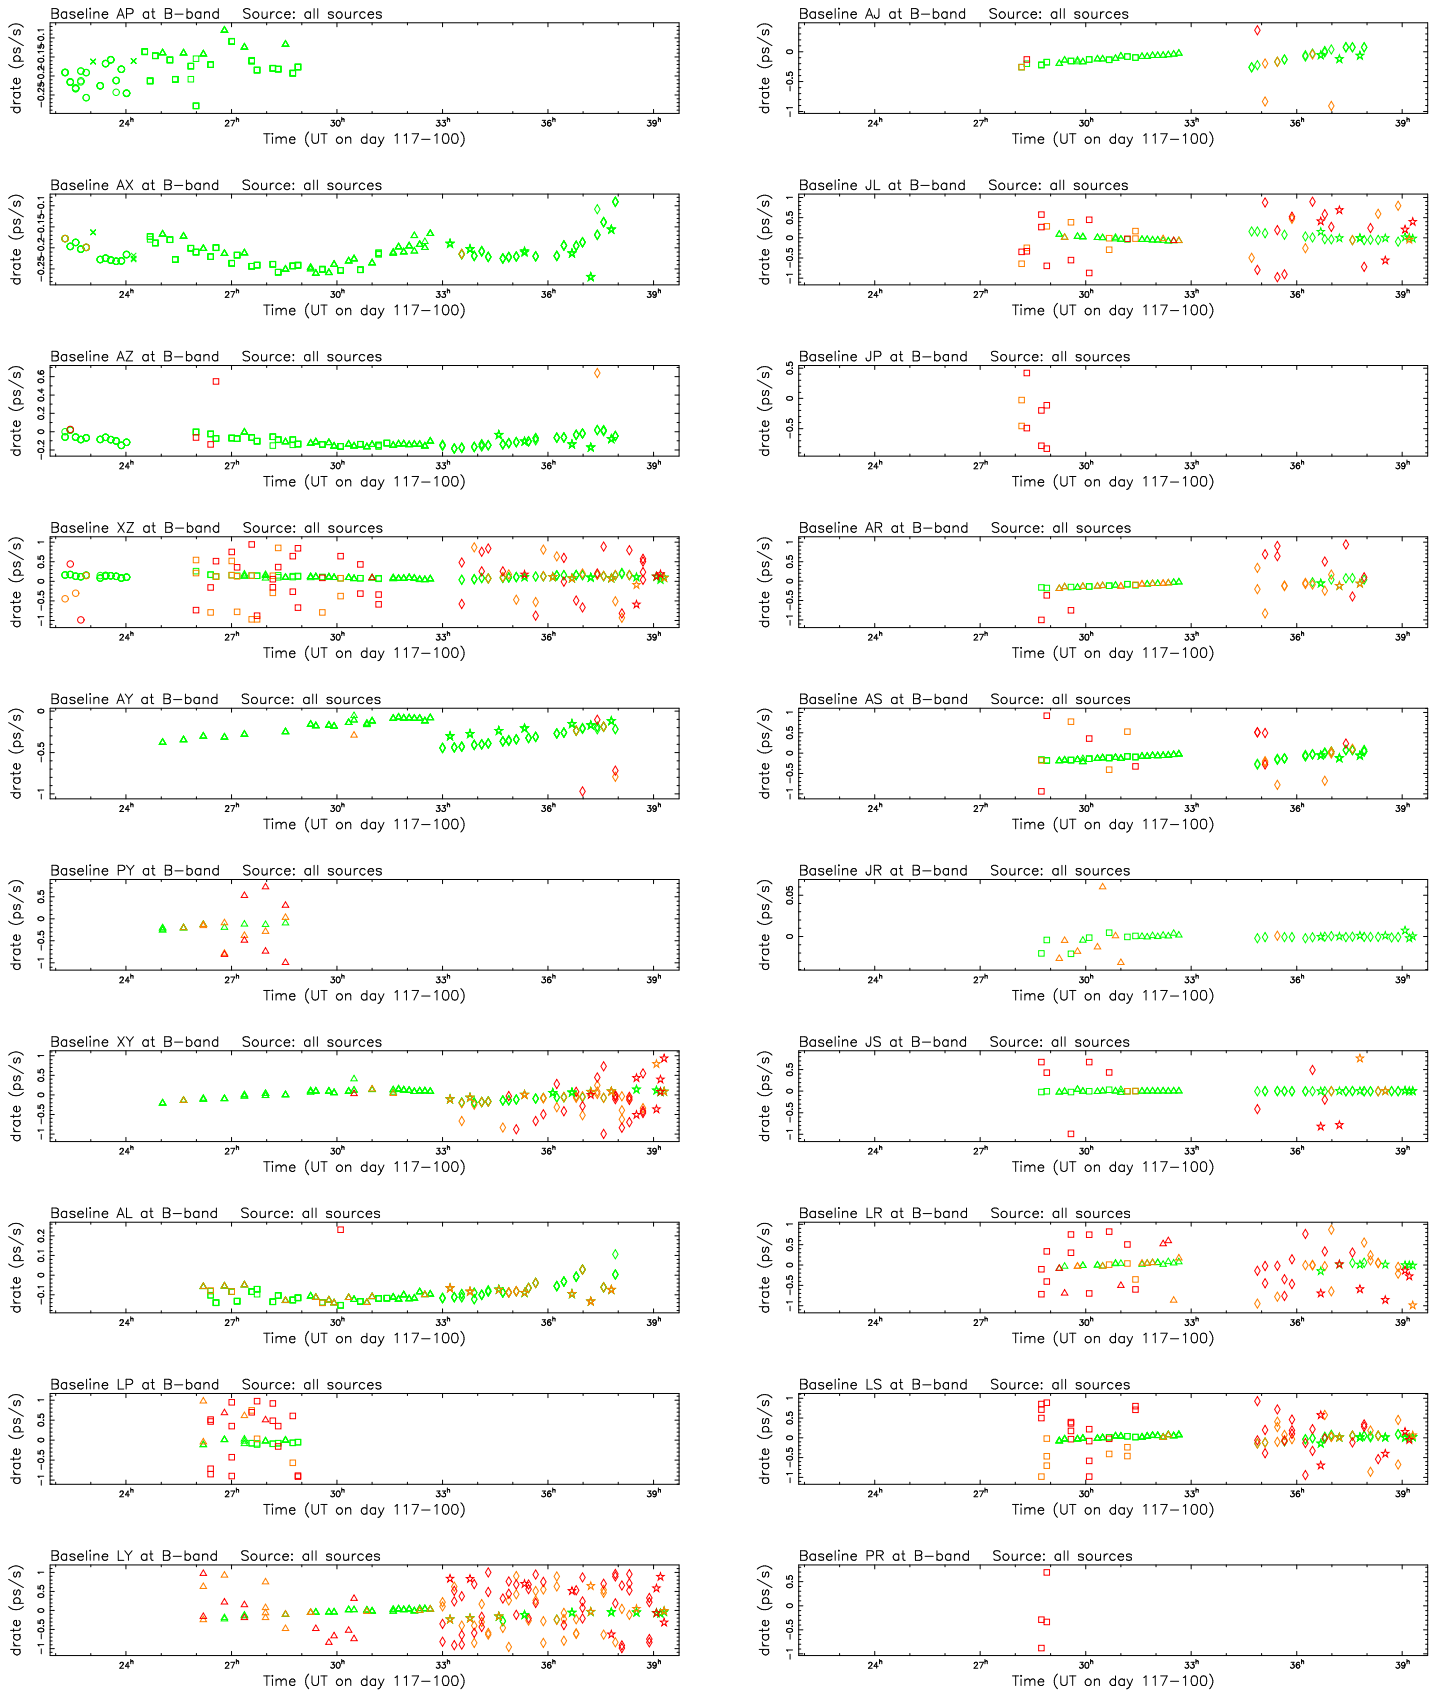 Baseline AP at B−band Source: all sources
drate (ps/s)
−0.25 −0.2 −0.15 −0.1
24h 27h 30h 33h 36h 39h
Time (UT on day 117−100)
Baseline AJ at B−band Source: all sources
drate (ps/s)
−1 −0.5 0
24h 27h 30h 33h 36h 39h
Time (UT on day 117−100)
Baseline AX at B−band Source: all sources
drate (ps/s)
−0.25 −0.2 −0.15 −0.1
24h 27h 30h 33h 36h 39h
Time (UT on day 117−100)
Baseline JL at B−band Source: all sources
drate (ps/s)
−1 −0.5 0 0.5 1
24h 27h 30h 33h 36h 39h
Time (UT on day 117−100)
Baseline AZ at B−band Source: all sources
drate (ps/s)
−0.2 0 0.2 0.4 0.6
24h 27h 30h 33h 36h 39h
Time (UT on day 117−100)
Baseline JP at B−band Source: all sources
drate (ps/s)
−0.5 0 0.5
24h 27h 30h 33h 36h 39h
Time (UT on day 117−100)
Baseline XZ at B−band Source: all sources
drate (ps/s)
−1 −0.5 0 0.5 1
24h 27h 30h 33h 36h 39h
Time (UT on day 117−100)
Baseline AR at B−band Source: all sources
drate (ps/s)
−1 −0.5 0 0.5 1
24h 27h 30h 33h 36h 39h
Time (UT on day 117−100)
Baseline AY at B−band Source: all sources
drate (ps/s)
−1 −0.5 0
24h 27h 30h 33h 36h 39h
Time (UT on day 117−100)
Baseline AS at B−band Source: all sources
drate (ps/s)
−1 −0.5 0 0.5 1
24h 27h 30h 33h 36h 39h
Time (UT on day 117−100)
Baseline PY at B−band Source: all sources
drate (ps/s)
−1 −0.5 0 0.5
24h 27h 30h 33h 36h 39h
Time (UT on day 117−100)
Baseline JR at B−band Source: all sources
drate (ps/s)
0 0.05
24h 27h 30h 33h 36h 39h
Time (UT on day 117−100)
Baseline XY at B−band Source: all sources
drate (ps/s)
−1 −0.5 0 0.5 1
24h 27h 30h 33h 36h 39h
Time (UT on day 117−100)
Baseline JS at B−band Source: all sources
drate (ps/s)
−1 −0.5 0 0.5
24h 27h 30h 33h 36h 39h
Time (UT on day 117−100)
Baseline AL at B−band Source: all sources
drate (ps/s)
−0.1 0 0.1 0.2
24h 27h 30h 33h 36h 39h
Time (UT on day 117−100)
Baseline LR at B−band Source: all sources
drate (ps/s)
−1 −0.5 0 0.5 1
24h 27h 30h 33h 36h 39h
Time (UT on day 117−100)
Baseline LP at B−band Source: all sources
drate (ps/s)
−1 −0.5 0 0.5 1
24h 27h 30h 33h 36h 39h
Time (UT on day 117−100)
Baseline LS at B−band Source: all sources
drate (ps/s)
−1 −0.5 0 0.5 1
24h 27h 30h 33h 36h 39h
Time (UT on day 117−100)
Baseline LY at B−band Source: all sources
drate (ps/s)
−1 −0.5 0 0.5 1
24h 27h 30h 33h 36h 39h
Time (UT on day 117−100)
Baseline PR at B−band Source: all sources
drate (ps/s)
−1 −0.5 0 0.5
24h 27h 30h 33h 36h 39h
Time (UT on day 117−100)